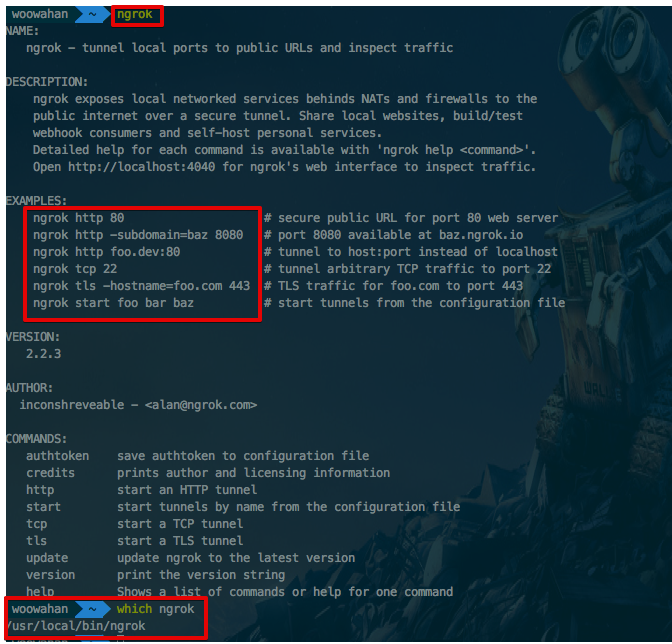 woowahan ~ ngrok
NAME:
ngrok - tunnel local ports to public URLs and inspect traffic
DESCRIPTION:
ngrok exposes local networked services behinds NATs and firewalls to the
public internet over a secure tunnel. Share local websites, build/test
webhook consumers and self-host personal services.
Detailed help for each command is available with 'ngrok help <command>'.
Open http://localhost:4040 for ngrok's web interface to inspect traffic.
EXAMPLES:
ngrok http 80 # secure public URL for port 80 web server
ngrok http -subdomain=baz 8080 # port 8080 available at baz.ngrok.io
ngrok http foo.dev:80 # tunnel to host:port instead of localhost
ngrok tcp 22 # tunnel arbitrary TCP traffic to port 22
ngrok tls -hostname=foo.com 443 # TLS traffic for foo.com to port 443
ngrok start foo bar baz # start tunnels from the configuration file
VERSION:
2.2.3
AUTHOR:
inconshreveable - <alan@ngrok.com>
COMMANDS:
authtoken save authtoken to configuration file
credits prints author and licensing information
http start an HTTP tunnel
start start tunnels by name from the configuration file
tcp start a TCP tunnel
tls start a TLS tunnel
update update ngrok to the latest version
version print the version string
help Shows a list of commands or help for one command
woowahan ~ which ngrok
/usr/local/bin/ngrok